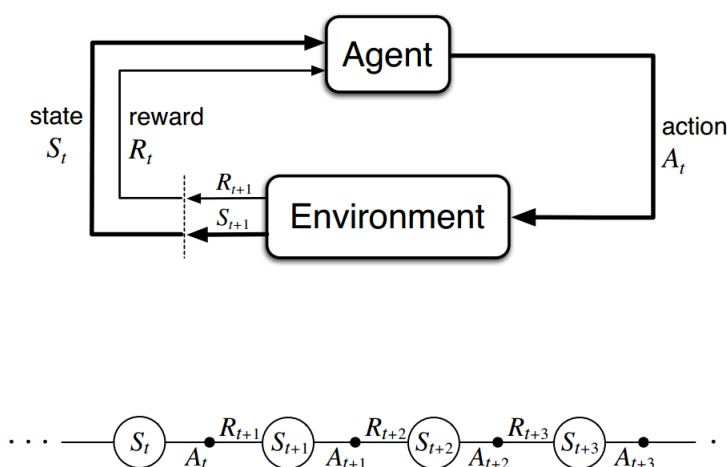 Agent
state
S_t
reward
R_t
action
A_t
R_{t+1}
S_{t+1}
Environment
· · · S_t A_t R_{t+1} S_{t+1} A_{t+1} R_{t+2} S_{t+2} A_{t+2} R_{t+3} S_{t+3} A_{t+3} ·